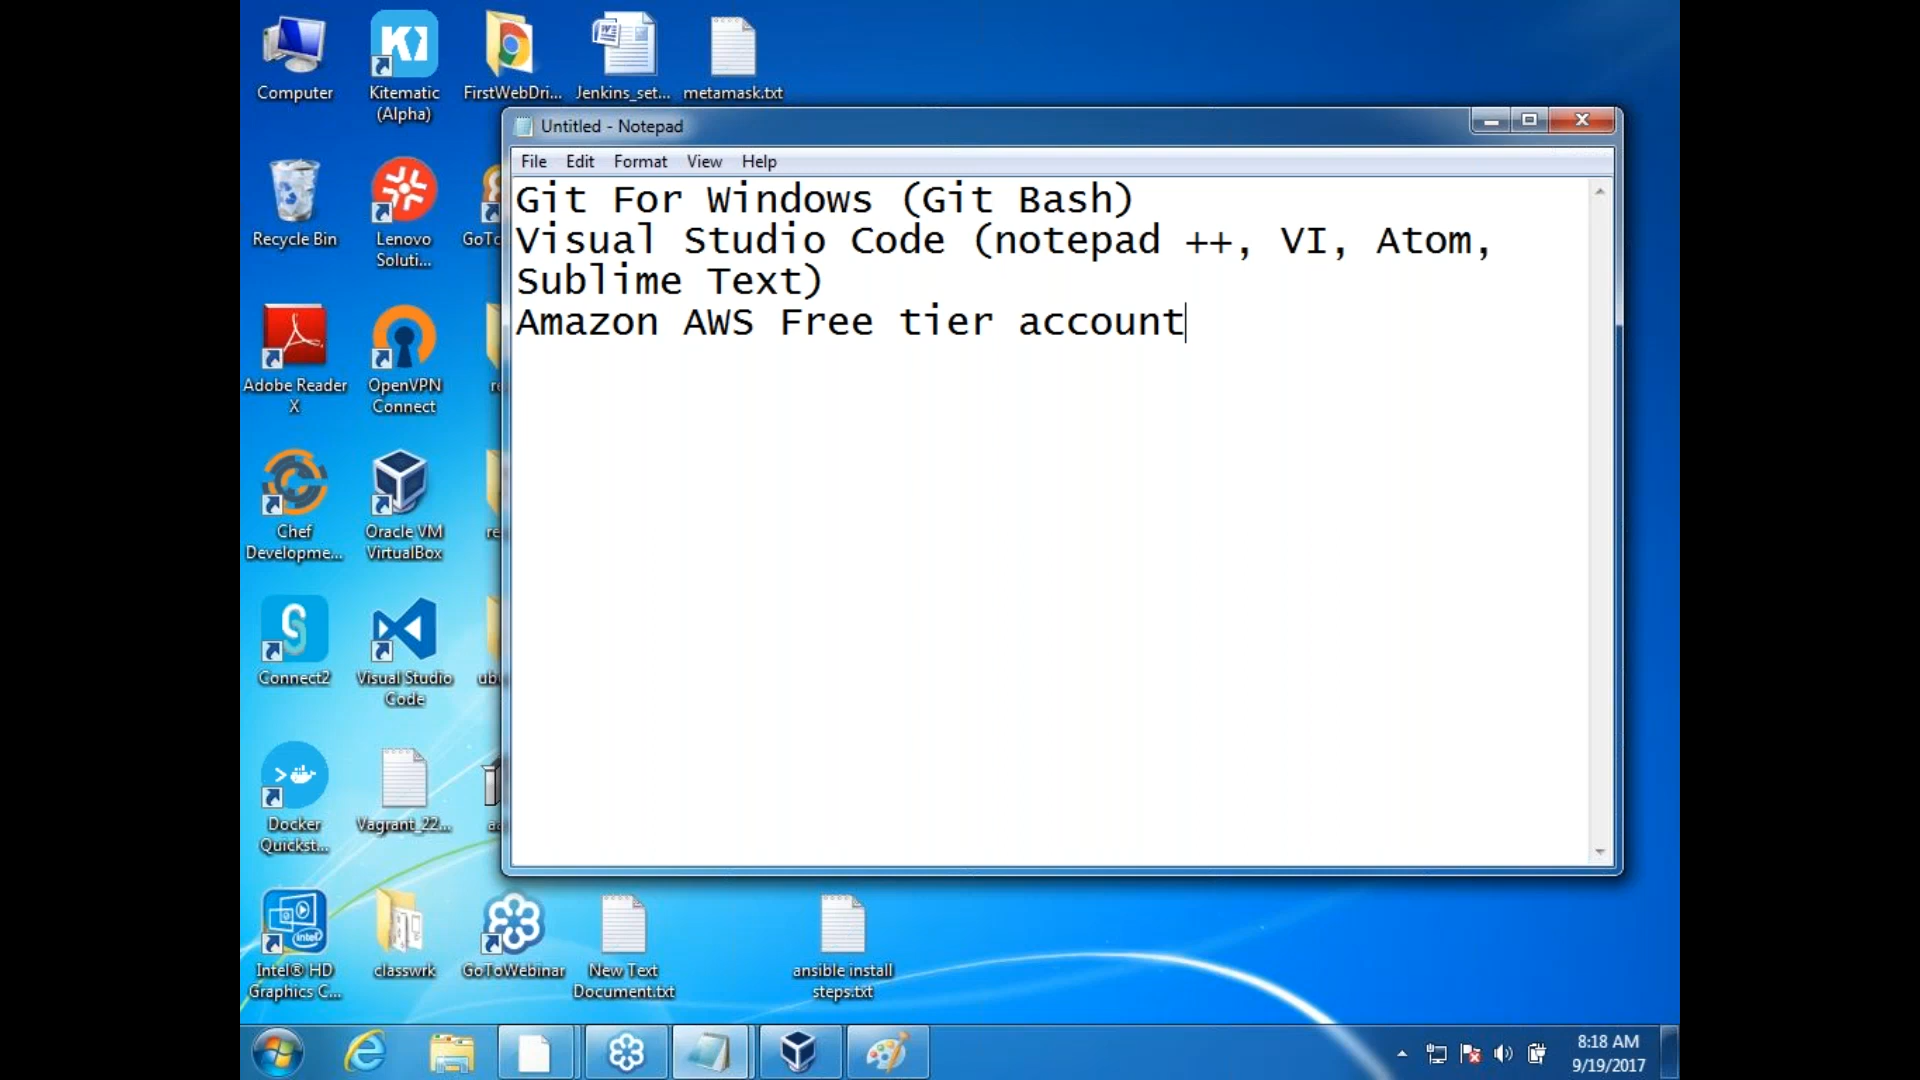 Computer
Kitematic
(Alpha)
FirstWebDri...
Jenkins_set...
metamask.txt
Untitled - Notepad
File Edit Format View Help
Git For Windows (Git Bash)
Visual Studio Code (notepad ++, VI, Atom,
Sublime Text)
Amazon AWS Free tier account
Recycle Bin
Lenovo
Soluti...
Adobe Reader
X
OpenVPN
Connect
Chef
Developme...
Oracle VM
VirtualBox
Connect2
Visual Studio
Code
Docker
Quickst...
Vagrant_22...
Intel® HD
Graphics C...
classwrk
GoToWebinar
New Text
Document.txt
ansible install
steps.txt
8:18 AM
9/19/2017